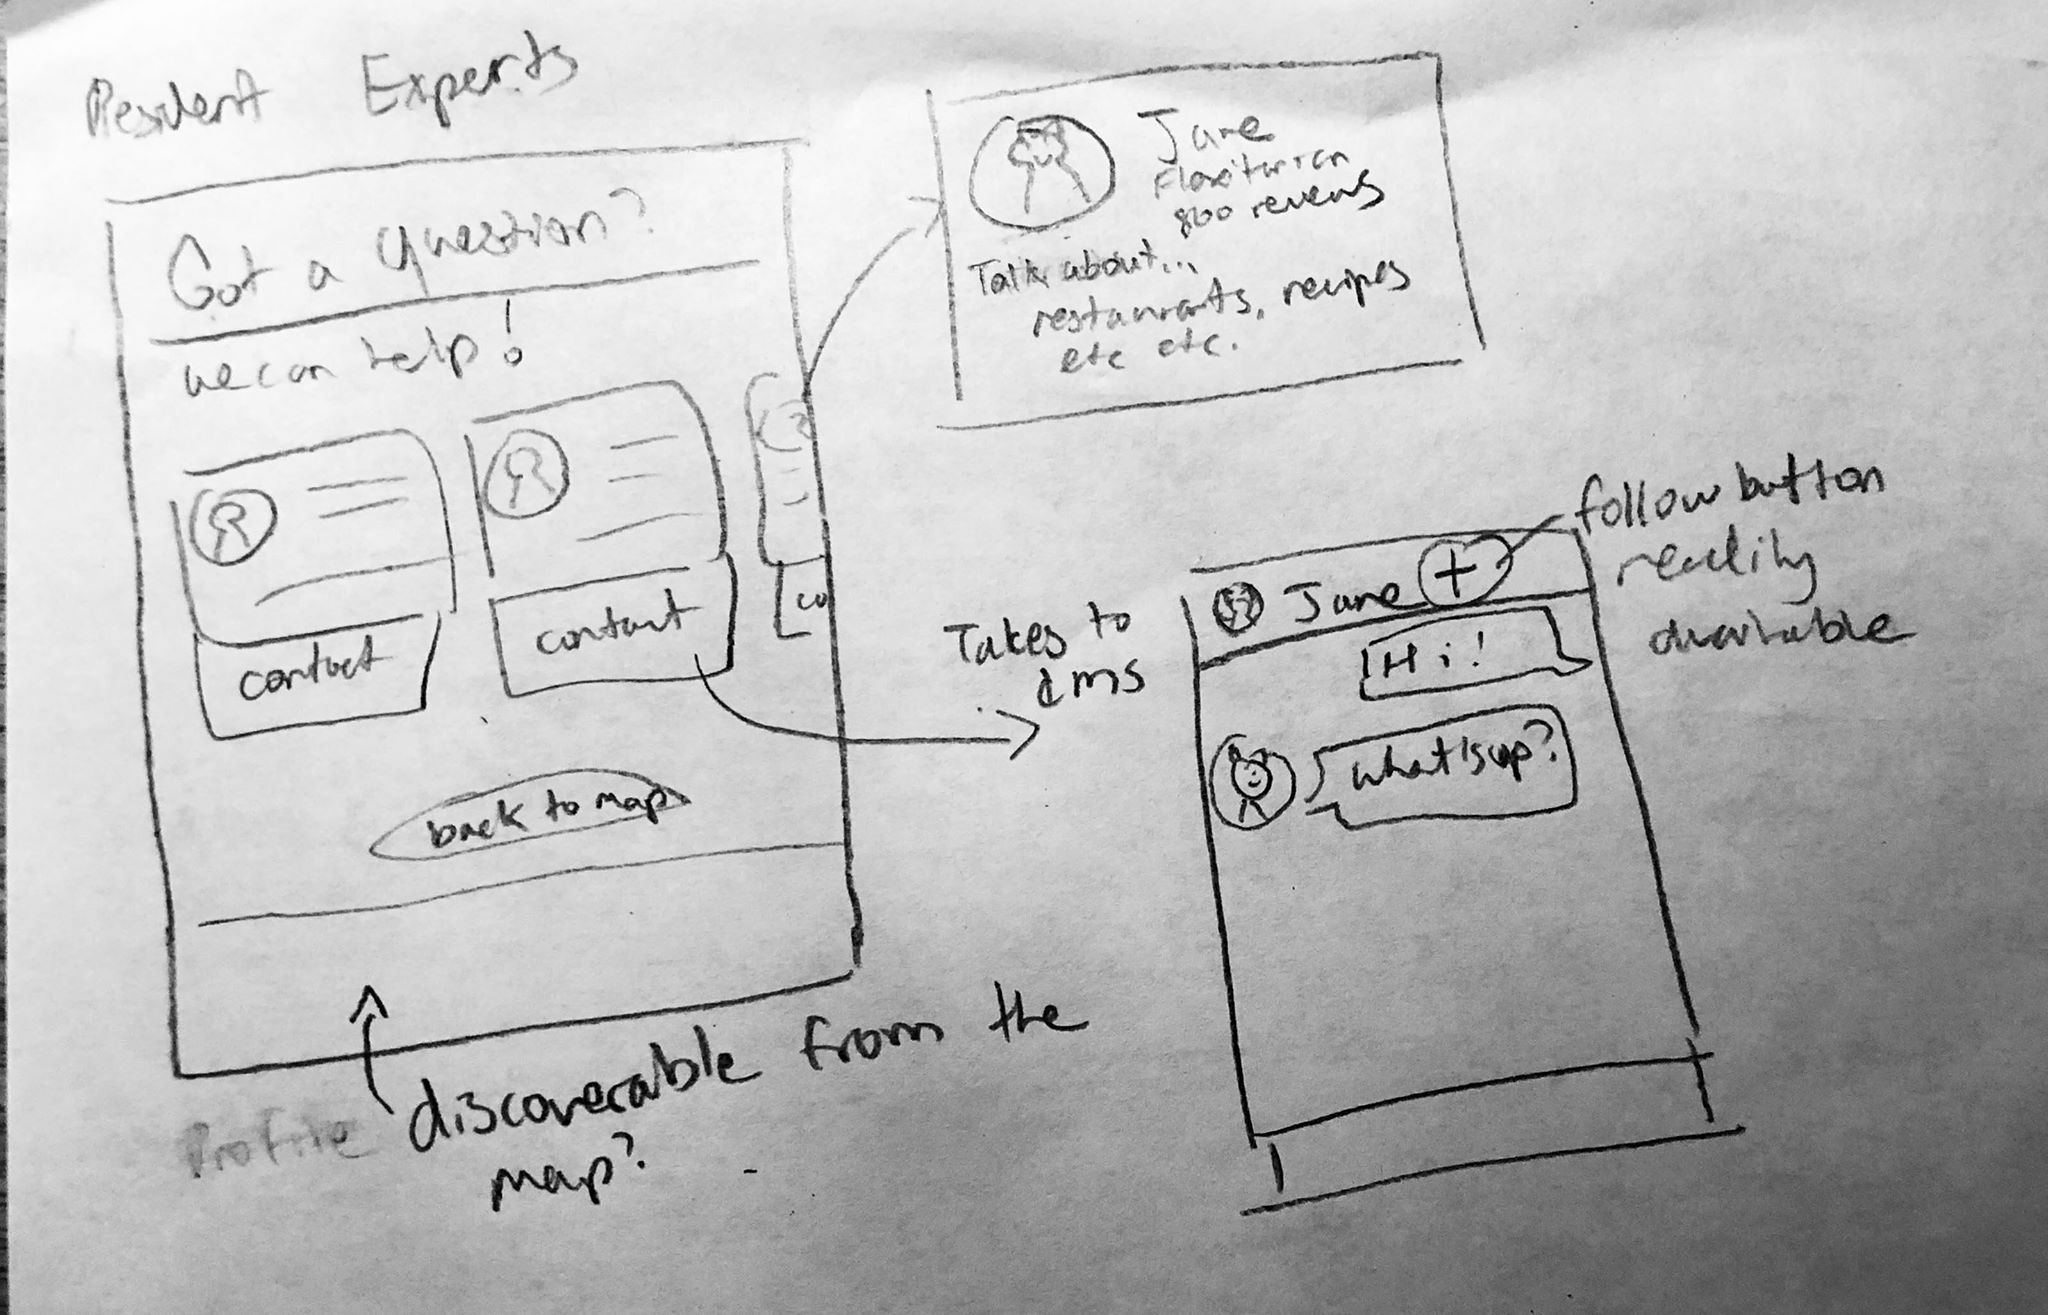 Resident Experts
Got a question?
we can help!
contact
contact
co
back to map
Profile
discoverable from the
map?
Jane
Flexitarian
800 reviews
Talk about...
restaurants, recipes
etc etc.
Takes to
dms
Jane +
Hi!
what's up?
follow button
readily
available